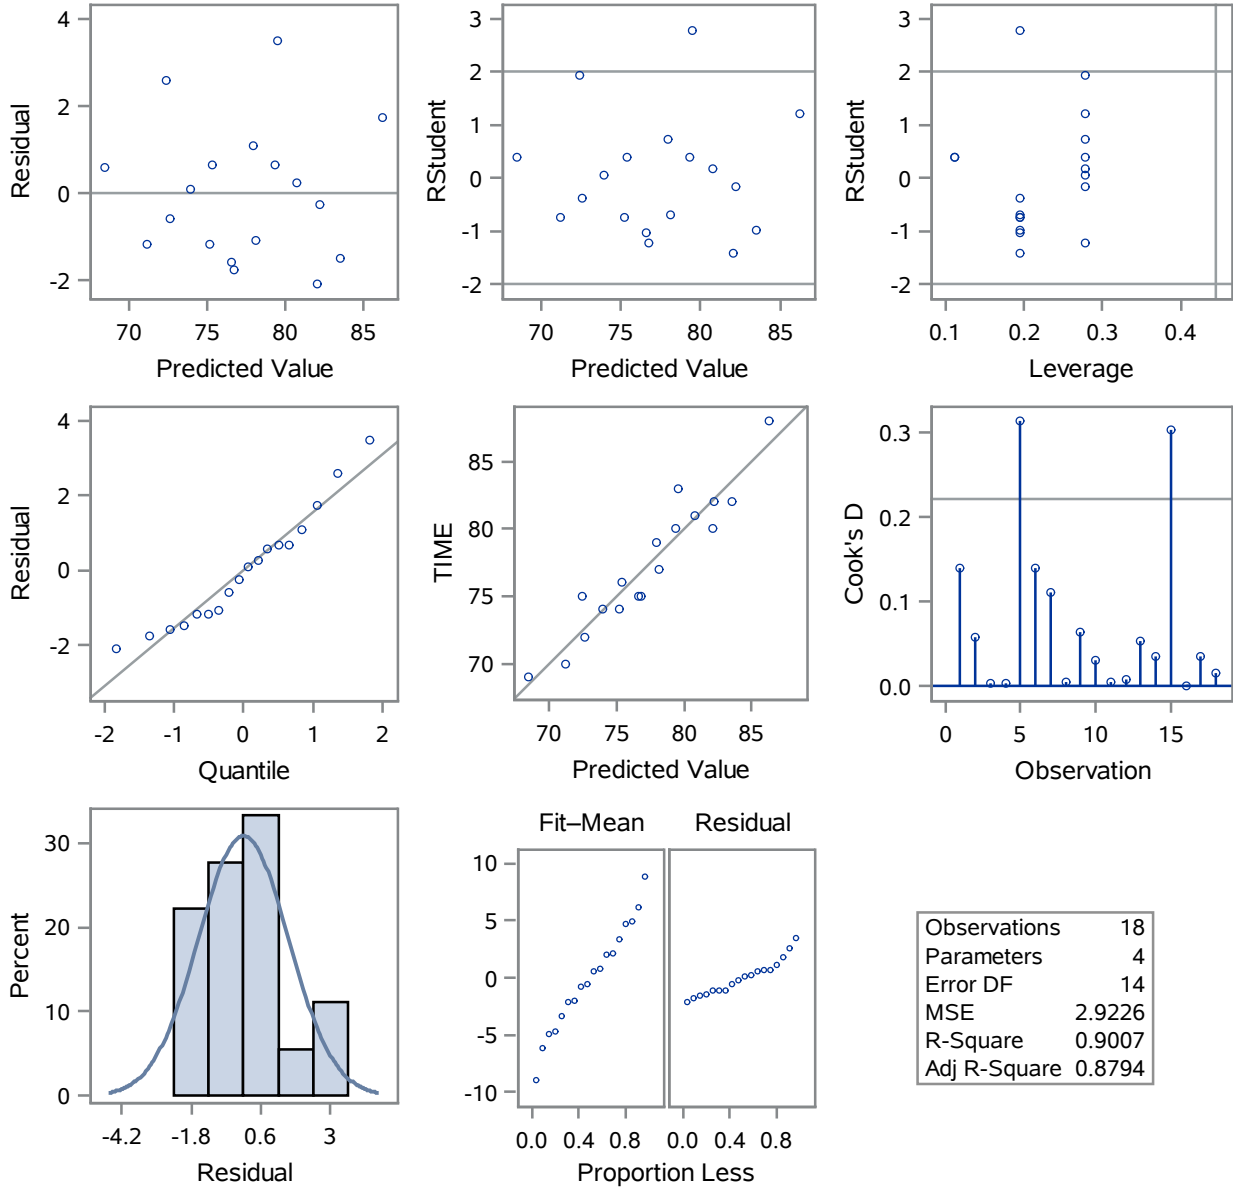 4
2
0
-2
Residual
70 75 80 85
Predicted Value
3
2
1
0
-1
-2
RStudent
70 75 80 85
Predicted Value
3
2
1
0
-1
-2
RStudent
0.1 0.2 0.3 0.4
Leverage
4
2
0
-2
Residual
-2 -1 0 1 2
Quantile
85
80
75
70
TIME
70 75 80 85
Predicted Value
0.3
0.2
0.1
0.0
Cook's D
0 5 10 15
Observation
30
20
10
0
Percent
-4.2 -1.8 0.6 3
Residual
Fit–Mean Residual
10
5
0
-5
-10
0.0 0.4 0.8 0.0 0.4 0.8
Proportion Less
Observations 18
Parameters 4
Error DF 14
MSE 2.9226
R-Square 0.9007
Adj R-Square 0.8794